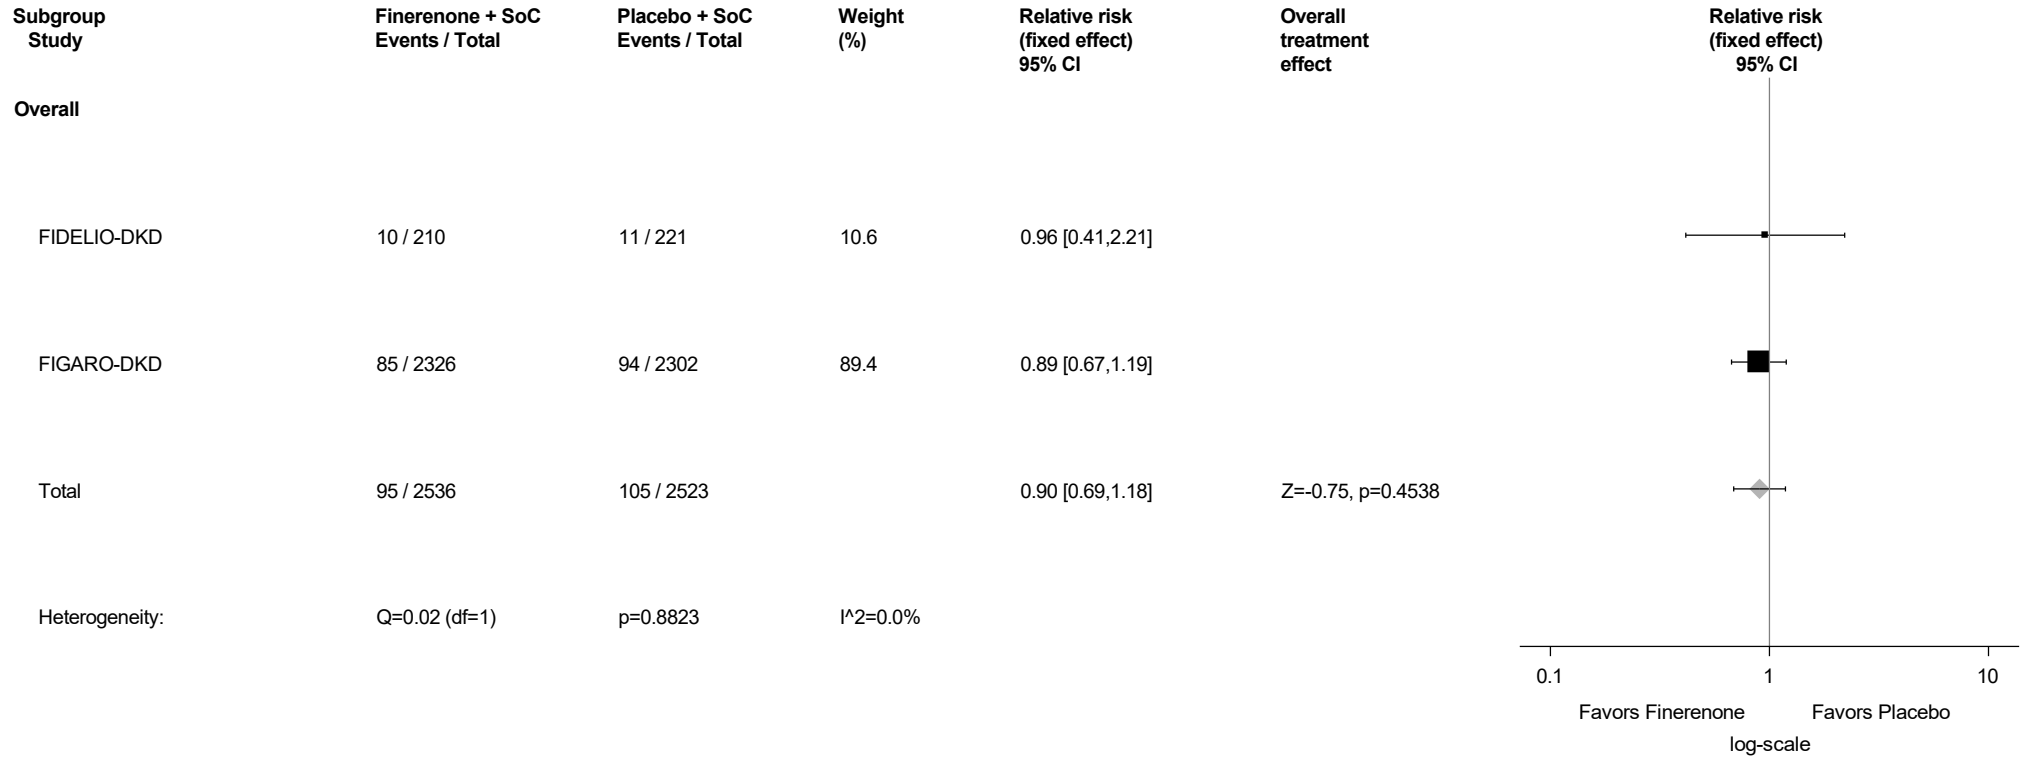 Subgroup Finerenone + SoC Placebo + SoC Weight Relative risk Overall Relative risk
Study Events / Total Events / Total (%) (fixed effect) treatment (fixed effect)
95% CI effect 95% CI
Overall
FIDELIO-DKD 10 / 210 11 / 221 10.6 0.96 [0.41,2.21]
FIGARO-DKD 85 / 2326 94 / 2302 89.4 0.89 [0.67,1.19]
Total 95 / 2536 105 / 2523 0.90 [0.69,1.18] Z=-0.75, p=0.4538
Heterogeneity: Q=0.02 (df=1) p=0.8823 I^2=0.0%
0.1 1 10
Favors Finerenone Favors Placebo
log-scale